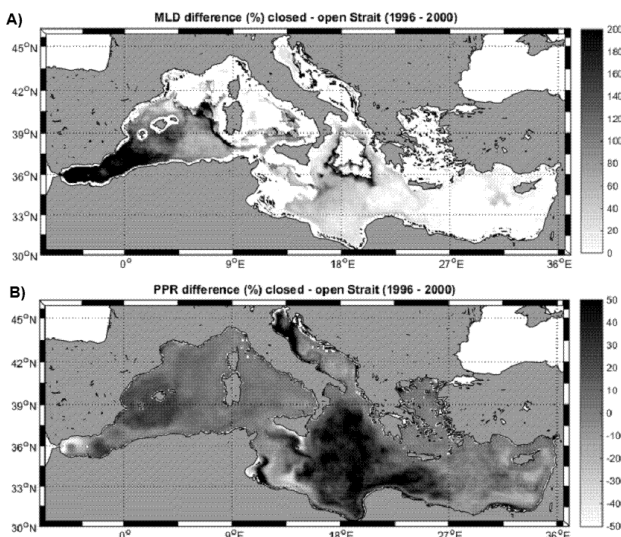 A)
MLD difference (%) closed - open Strait (1996 - 2000)
45°N
42°N
39°N
36°N
33°N
30°N
0°
9°E
18°E
27°E
36°E
200
180
160
140
120
100
80
60
40
20
0
B)
PPR difference (%) closed - open Strait (1996 - 2000)
45°N
42°N
39°N
36°N
33°N
30°N
0°
9°E
18°E
27°E
36°E
50
40
30
20
10
0
-10
-20
-30
-40
-50